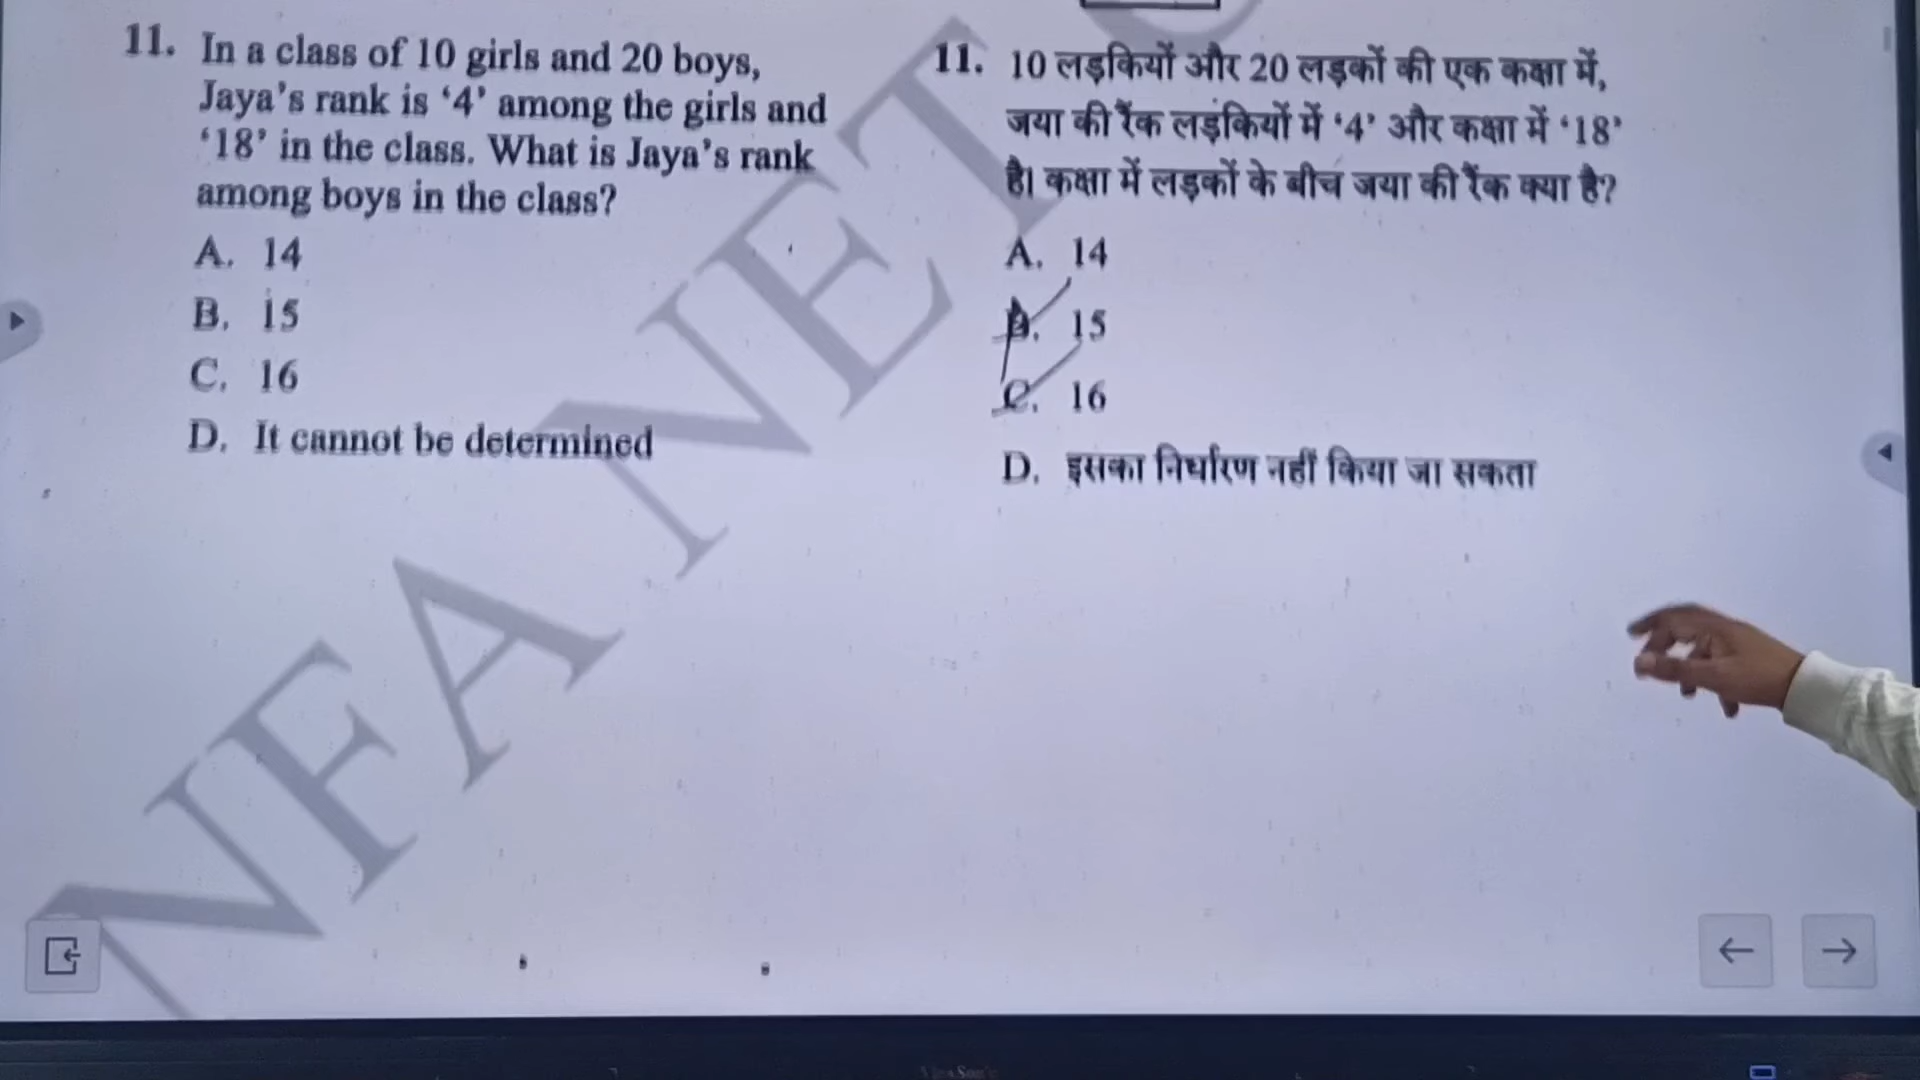 11. In a class of 10 girls and 20 boys,
Jaya's rank is ‘4’ among the girls and
‘18’ in the class. What is Jaya's rank
among boys in the class?
A. 14
B. 15
C. 16
D. It cannot be determined
11. 10 लड़कियों और 20 लड़कों की एक कक्षा में,
जया की रैंक लड़कियों में ‘4’ और कक्षा में ‘18’
है। कक्षा में लड़कों के बीच जया की रैंक क्या है?
A. 14
B. 15
C. 16
D. इसका निर्धारण नहीं किया जा सकता
NFA NET